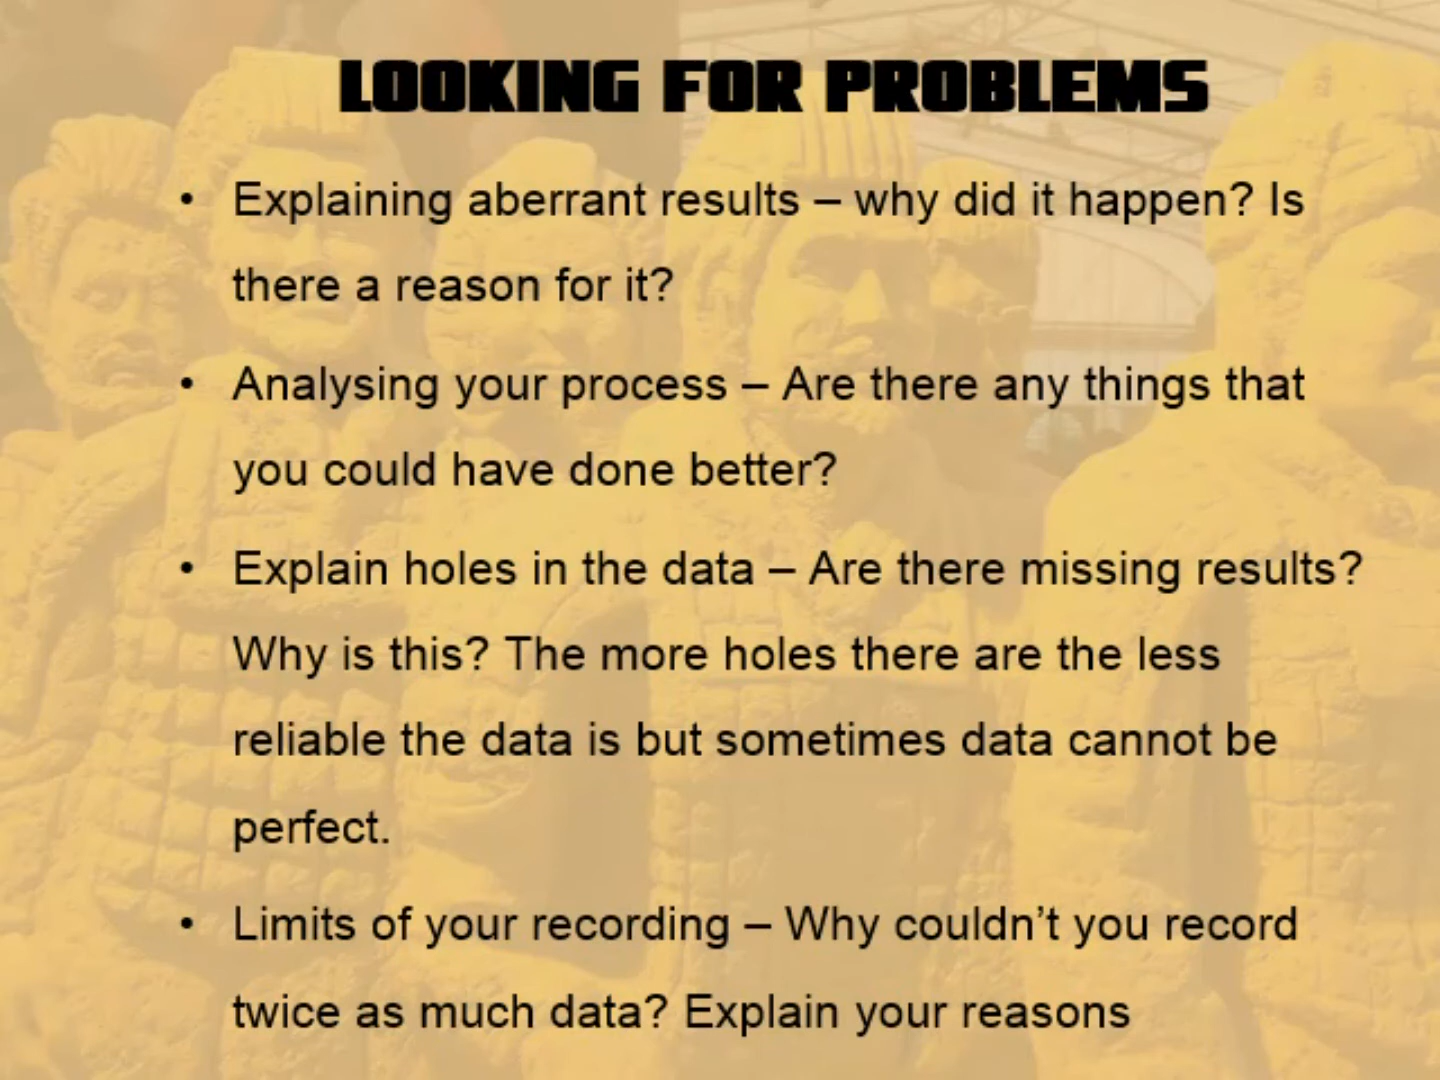 LOOKING FOR PROBLEMS
• Explaining aberrant results – why did it happen? Is
there a reason for it?
• Analysing your process – Are there any things that
you could have done better?
• Explain holes in the data – Are there missing results?
Why is this? The more holes there are the less
reliable the data is but sometimes data cannot be
perfect.
• Limits of your recording – Why couldn’t you record
twice as much data? Explain your reasons